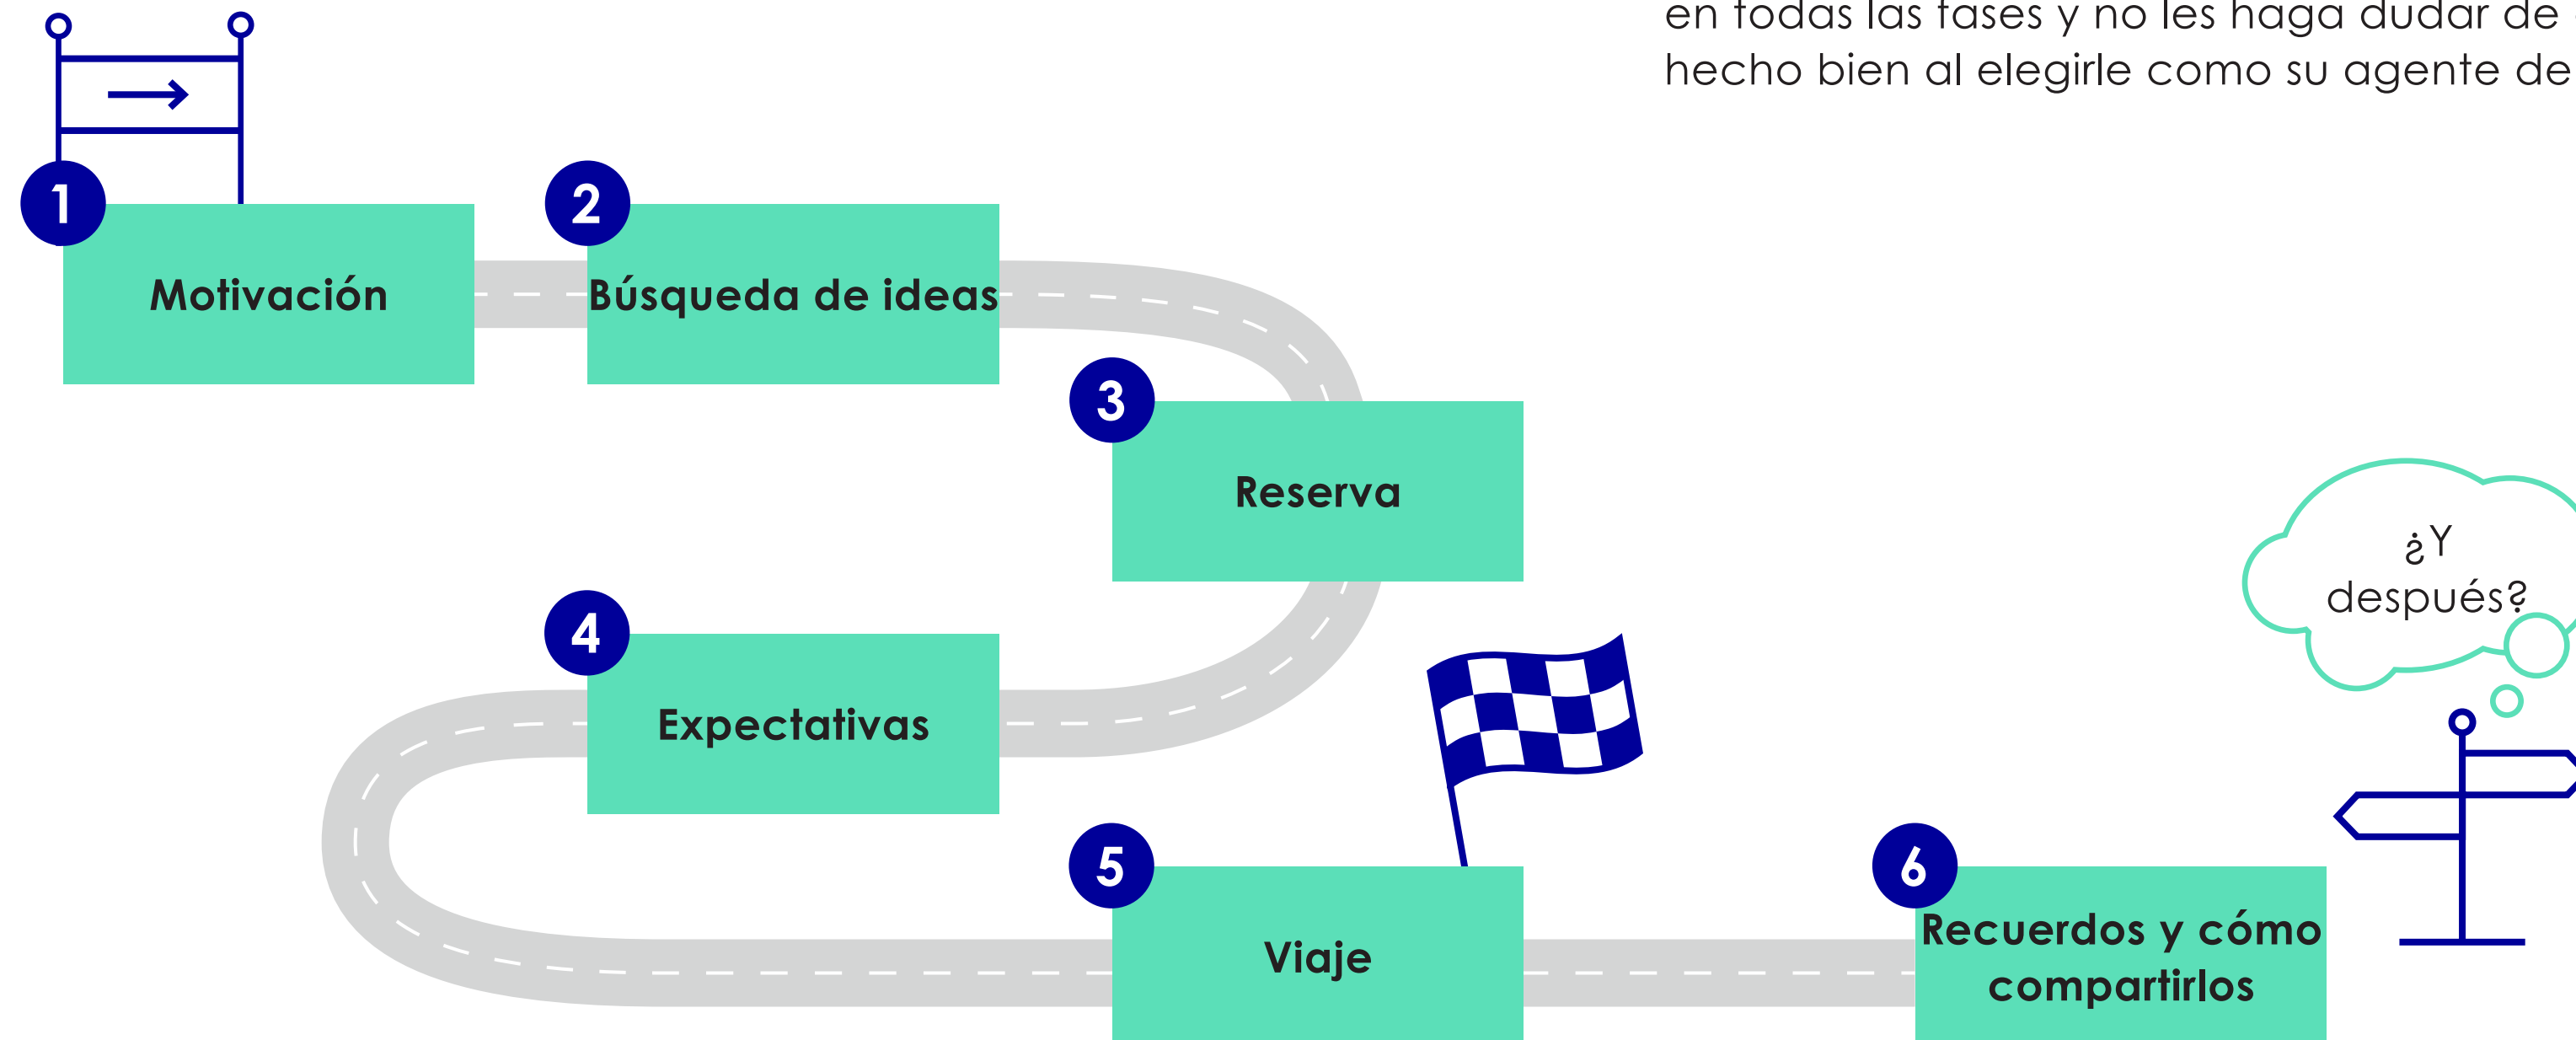 en todas las fases y no les haga dudar de
hecho bien al elegirle como su agente de
1
Motivación
2
Búsqueda de ideas
3
Reserva
¿Y
después?
4
Expectativas
5
Viaje
6
Recuerdos y cómo
compartirlos